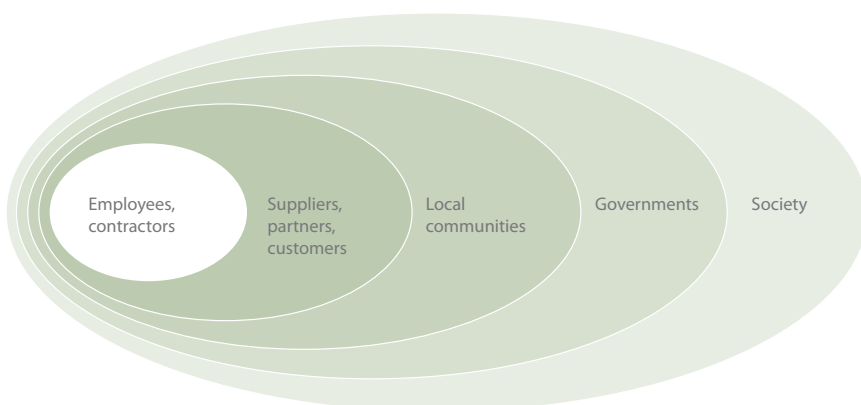 Employees,
contractors
Suppliers,
partners,
customers
Local
communities
Governments
Society